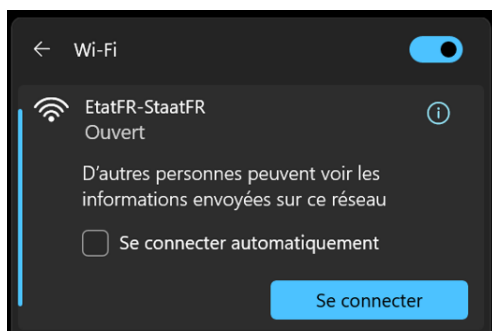 Wi-Fi
EtatFR-StaatFR
Ouvert
D'autres personnes peuvent voir les
informations envoyées sur ce réseau
Se connecter automatiquement
Se connecter